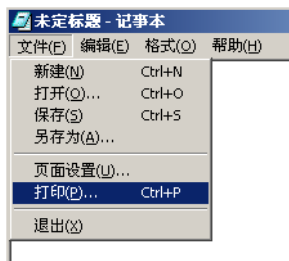 未定标题 - 记事本
文件(F) 编辑(E) 格式(O) 帮助(H)
新建(N) Ctrl+N
打开(O)... Ctrl+O
保存(S) Ctrl+S
另存为(A)...
页面设置(U)...
打印(P)... Ctrl+P
退出(X)